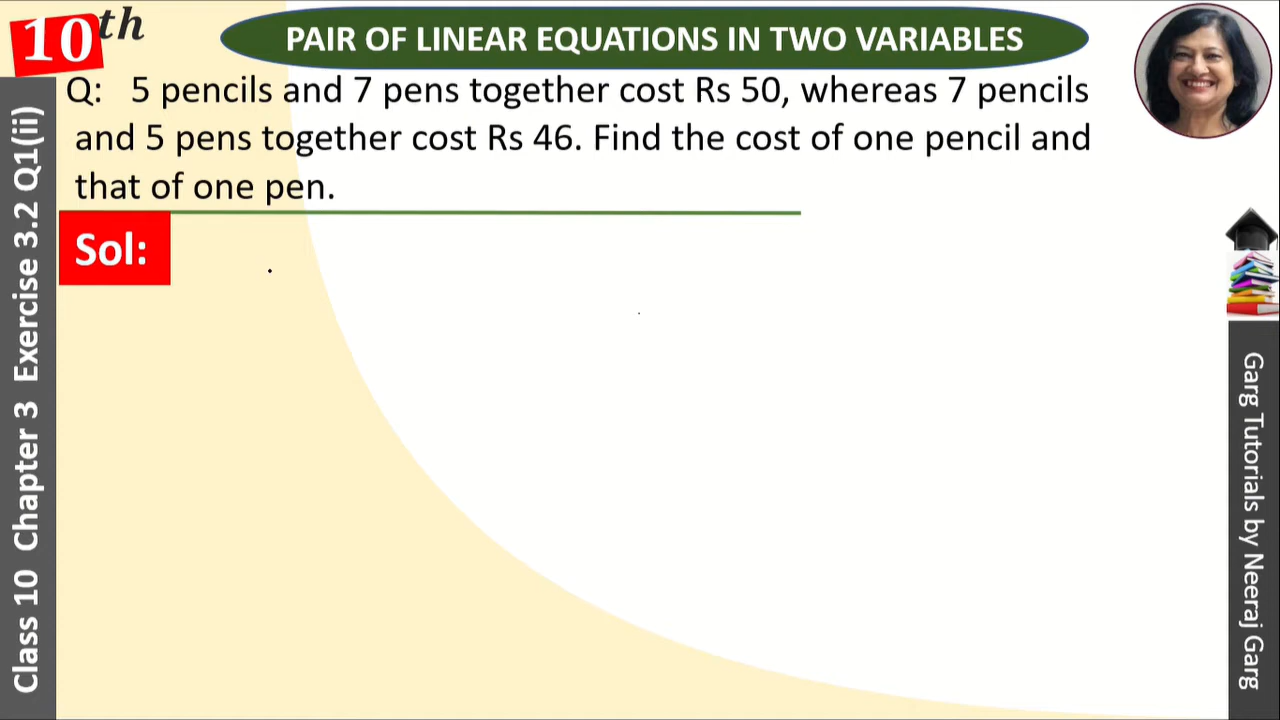 10th
PAIR OF LINEAR EQUATIONS IN TWO VARIABLES
Q: 5 pencils and 7 pens together cost Rs 50, whereas 7 pencils
and 5 pens together cost Rs 46. Find the cost of one pencil and
that of one pen.
Sol:
Class 10 Chapter 3 Exercise 3.2 Q1(ii)
Garg Tutorials by Neeraj Garg